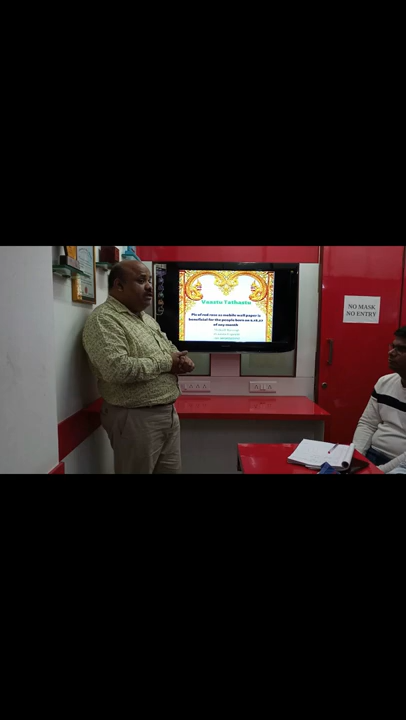 Vaastu Tathastu
Pic of red rose as mobile wall paper is
beneficial for the people born on 9,18,27
of any month
NO MASK
NO ENTRY